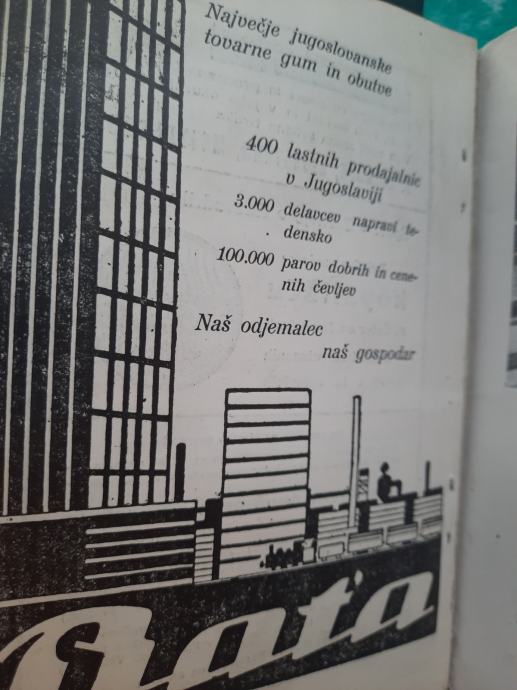 Največje jugoslovanske
tovarne gum in obutve
400 lastnih prodajalnic
v Jugoslaviji
3.000 delavcev napravi te-
densko
100.000 parov dobrih in cene-
nih čevljev
Naš odjemalec
naš gospodar
Bata